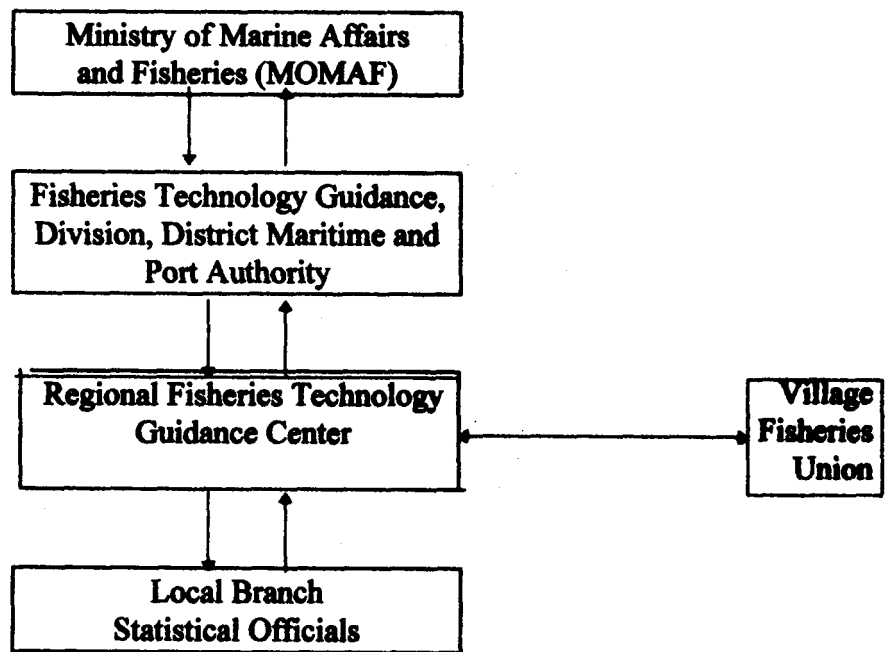 Ministry of Marine Affairs
and Fisheries (MOMAF)
Fisheries Technology Guidance,
Division, District Maritime and
Port Authority
Regional Fisheries Technology
Guidance Center
Village
Fisheries
Union
Local Branch
Statistical Officials